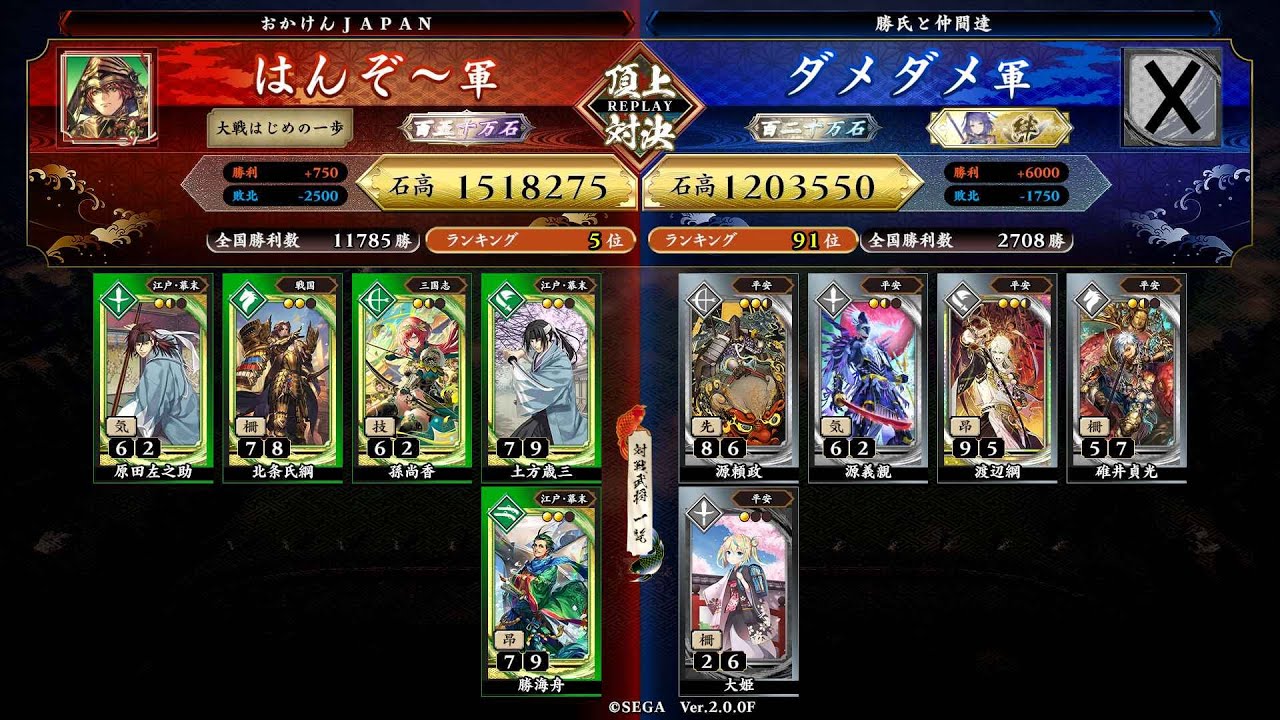 おかけんJAPAN
勝氏と仲間達
はんぞ～軍
頂上
REPLAY
対決
ダメダメ軍
X
大戦はじめの一歩
百五十万石
百二十万石
絆
勝利 +750
敗北 -2500
石高 1518275
石高 1203550
勝利 +6000
敗北 -1750
全国勝利数 11785勝
ランキング 5位
ランキング 91位
全国勝利数 2708勝
江戸・幕末
戦国
三国志
江戸・幕末
平安
平安
平安
平安
気
柵
技
先
気
昂
柵
6 2
7 8
6 2
7 9
8 6
6 2
9 5
5 7
原田左之助
北条氏綱
孫尚香
土方歳三
源頼政
源義親
渡辺綱
碓井貞光
対戦武将一覧
江戸・幕末
平安
昂
柵
7 9
2 6
勝海舟
大姫
©SEGA Ver.2.0.0F